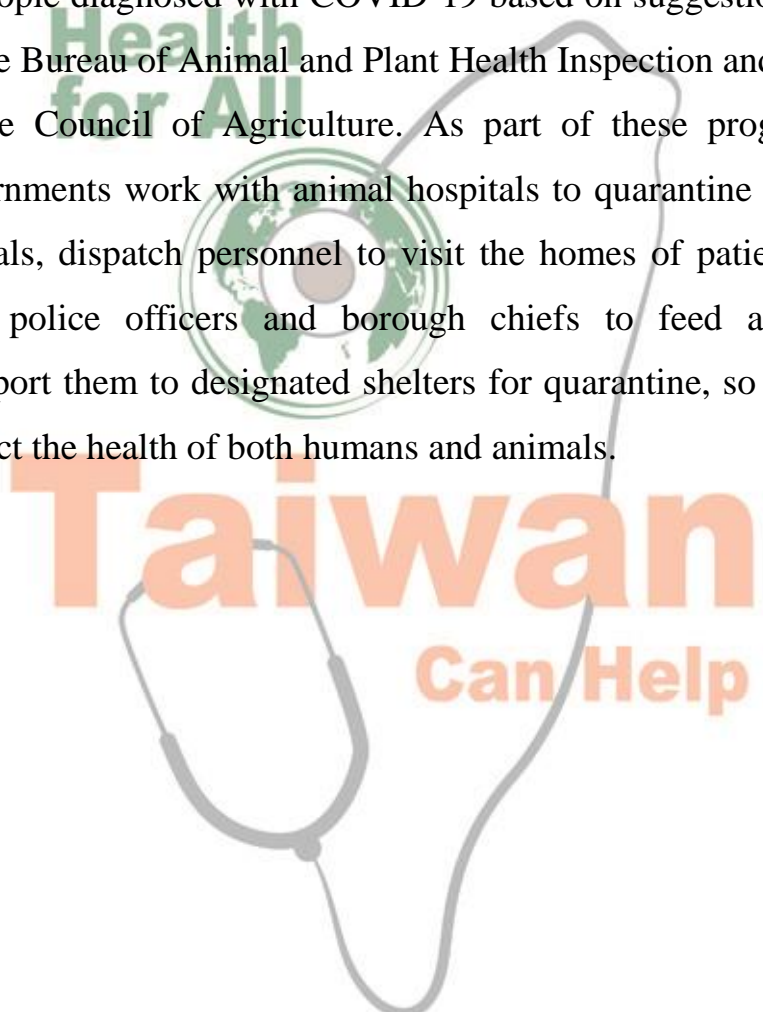 ople diagnosed with COVID-19 based on suggestion
Health
e Bureau of Animal and Plant Health Inspection and
for All
e Council of Agriculture. As part of these prog
rnments work with animal hospitals to quarantine
als, dispatch personnel to visit the homes of patie
police officers and borough chiefs to feed a
port them to designated shelters for quarantine, so
ct the health of both humans and animals.
Taiwan
Can Help